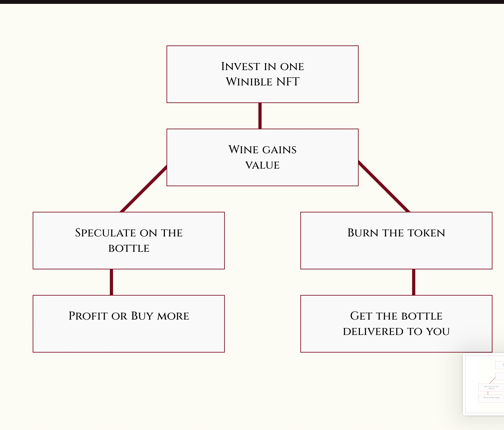 Invest in one
Winible NFT
Wine gains
value
Speculate on the
bottle
Burn the token
Profit or Buy more
Get the bottle
delivered to you